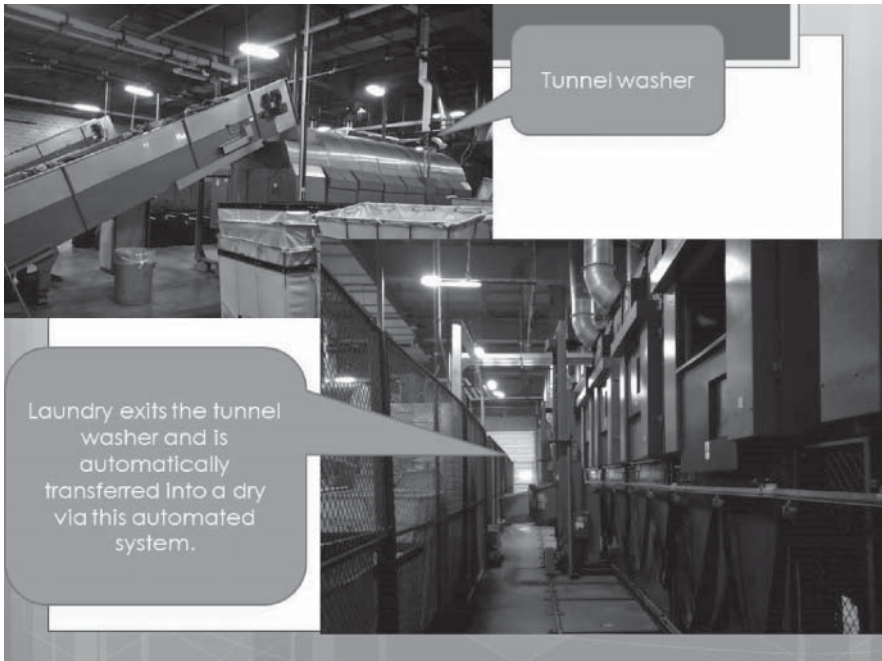 Tunnel washer
Laundry exits the tunnel
washer and is
automatically
transferred into a dry
via this automated
system.